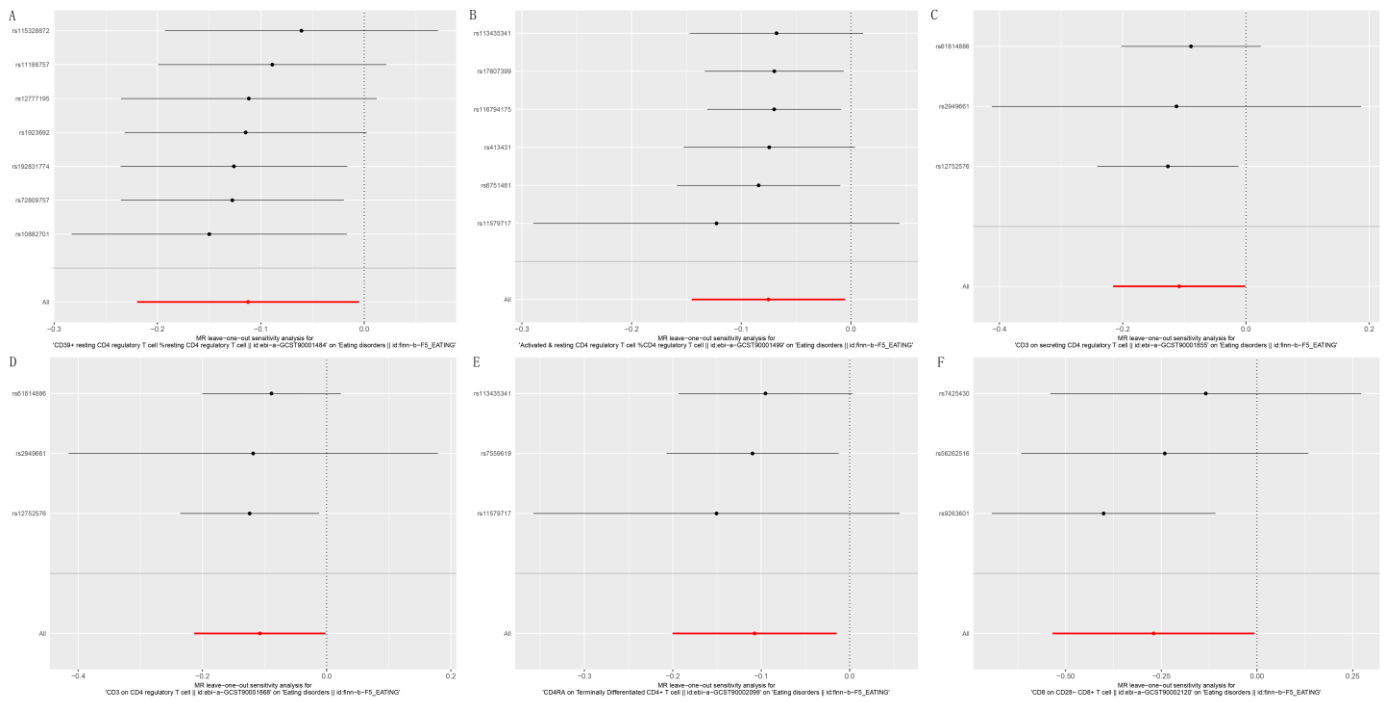 A
rs115328872
rs11188757
rs12777195
rs1923692
rs192831774
rs72809757
rs10882701
All
−0.3 −0.2 −0.1 0.0
MR leave−one−out sensitivity analysis for
'CD39+ resting CD4 regulatory T cell %resting CD4 regulatory T cell || id:ebi−a−GCST90001484' on 'Eating disorders || id:finn−b−F5_EATING'
B
rs113435341
rs17607399
rs116794175
rs413431
rs6751481
rs11579717
All
−0.3 −0.2 −0.1 0.0
MR leave−one−out sensitivity analysis for
'Activated & resting CD4 regulatory T cell %CD4 regulatory T cell || id:ebi−a−GCST90001499' on 'Eating disorders || id:finn−b−F5_EATING'
C
rs61814886
rs2949661
rs12752576
All
−0.4 −0.2 0.0 0.2
MR leave−one−out sensitivity analysis for
'CD3 on secreting CD4 regulatory T cell || id:ebi−a−GCST90001855' on 'Eating disorders || id:finn−b−F5_EATING'
D
rs61814886
rs2949661
rs12752576
All
−0.4 −0.2 0.0 0.2
MR leave−one−out sensitivity analysis for
'CD3 on CD4 regulatory T cell || id:ebi−a−GCST90001868' on 'Eating disorders || id:finn−b−F5_EATING'
E
rs113435341
rs7559619
rs11579717
All
−0.3 −0.2 −0.1 0.0
MR leave−one−out sensitivity analysis for
'CD4RA on Terminally Differentiated CD4+ T cell || id:ebi−a−GCST90002099' on 'Eating disorders || id:finn−b−F5_EATING'
F
rs7425430
rs56262516
rs9263601
All
−0.50 −0.25 0.00 0.25
MR leave−one−out sensitivity analysis for
'CD8 on CD28− CD8+ T cell || id:ebi−a−GCST90002120' on 'Eating disorders || id:finn−b−F5_EATING'